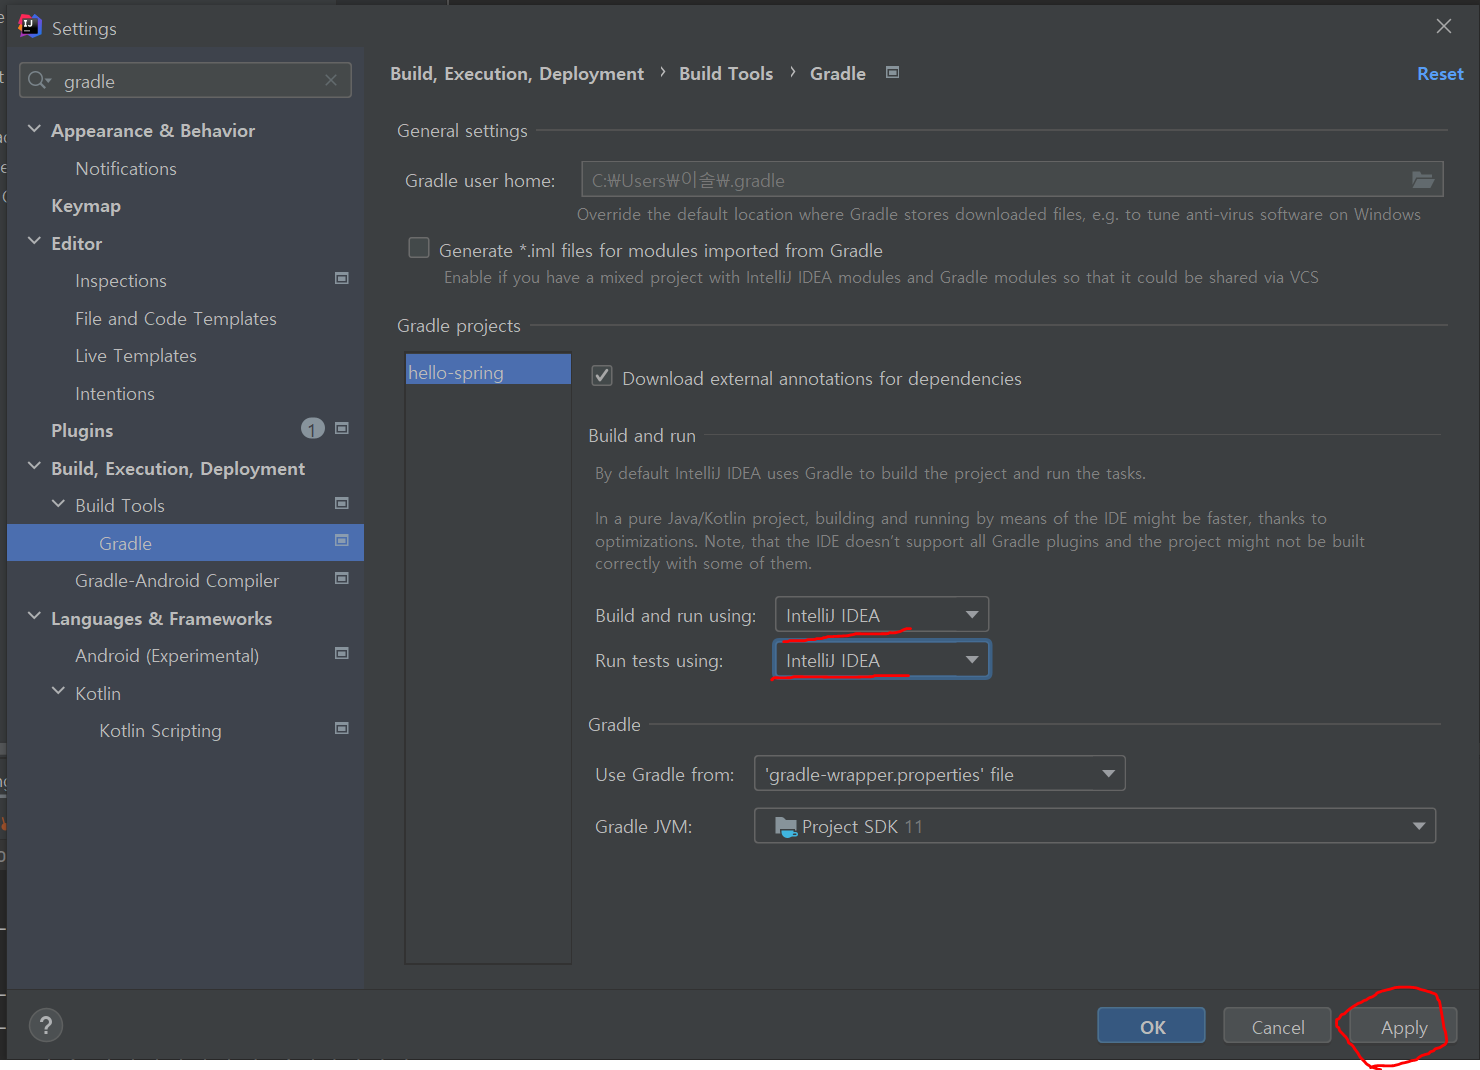 Settings
gradle
Appearance & Behavior
Notifications
Keymap
Editor
Inspections
File and Code Templates
Live Templates
Intentions
Plugins 1
Build, Execution, Deployment
Build Tools
Gradle
Gradle-Android Compiler
Languages & Frameworks
Android (Experimental)
Kotlin
Kotlin Scripting
Build, Execution, Deployment › Build Tools › Gradle
Reset
General settings
Gradle user home: C:₩Users₩이솔₩.gradle
Override the default location where Gradle stores downloaded files, e.g. to tune anti-virus software on Windows
Generate *.iml files for modules imported from Gradle
Enable if you have a mixed project with IntelliJ IDEA modules and Gradle modules so that it could be shared via VCS
Gradle projects
hello-spring
Download external annotations for dependencies
Build and run
By default IntelliJ IDEA uses Gradle to build the project and run the tasks.
In a pure Java/Kotlin project, building and running by means of the IDE might be faster, thanks to
optimizations. Note, that the IDE doesn't support all Gradle plugins and the project might not be built
correctly with some of them.
Build and run using: IntelliJ IDEA
Run tests using: IntelliJ IDEA
Gradle
Use Gradle from: 'gradle-wrapper.properties' file
Gradle JVM: Project SDK 11
?
OK
Cancel
Apply